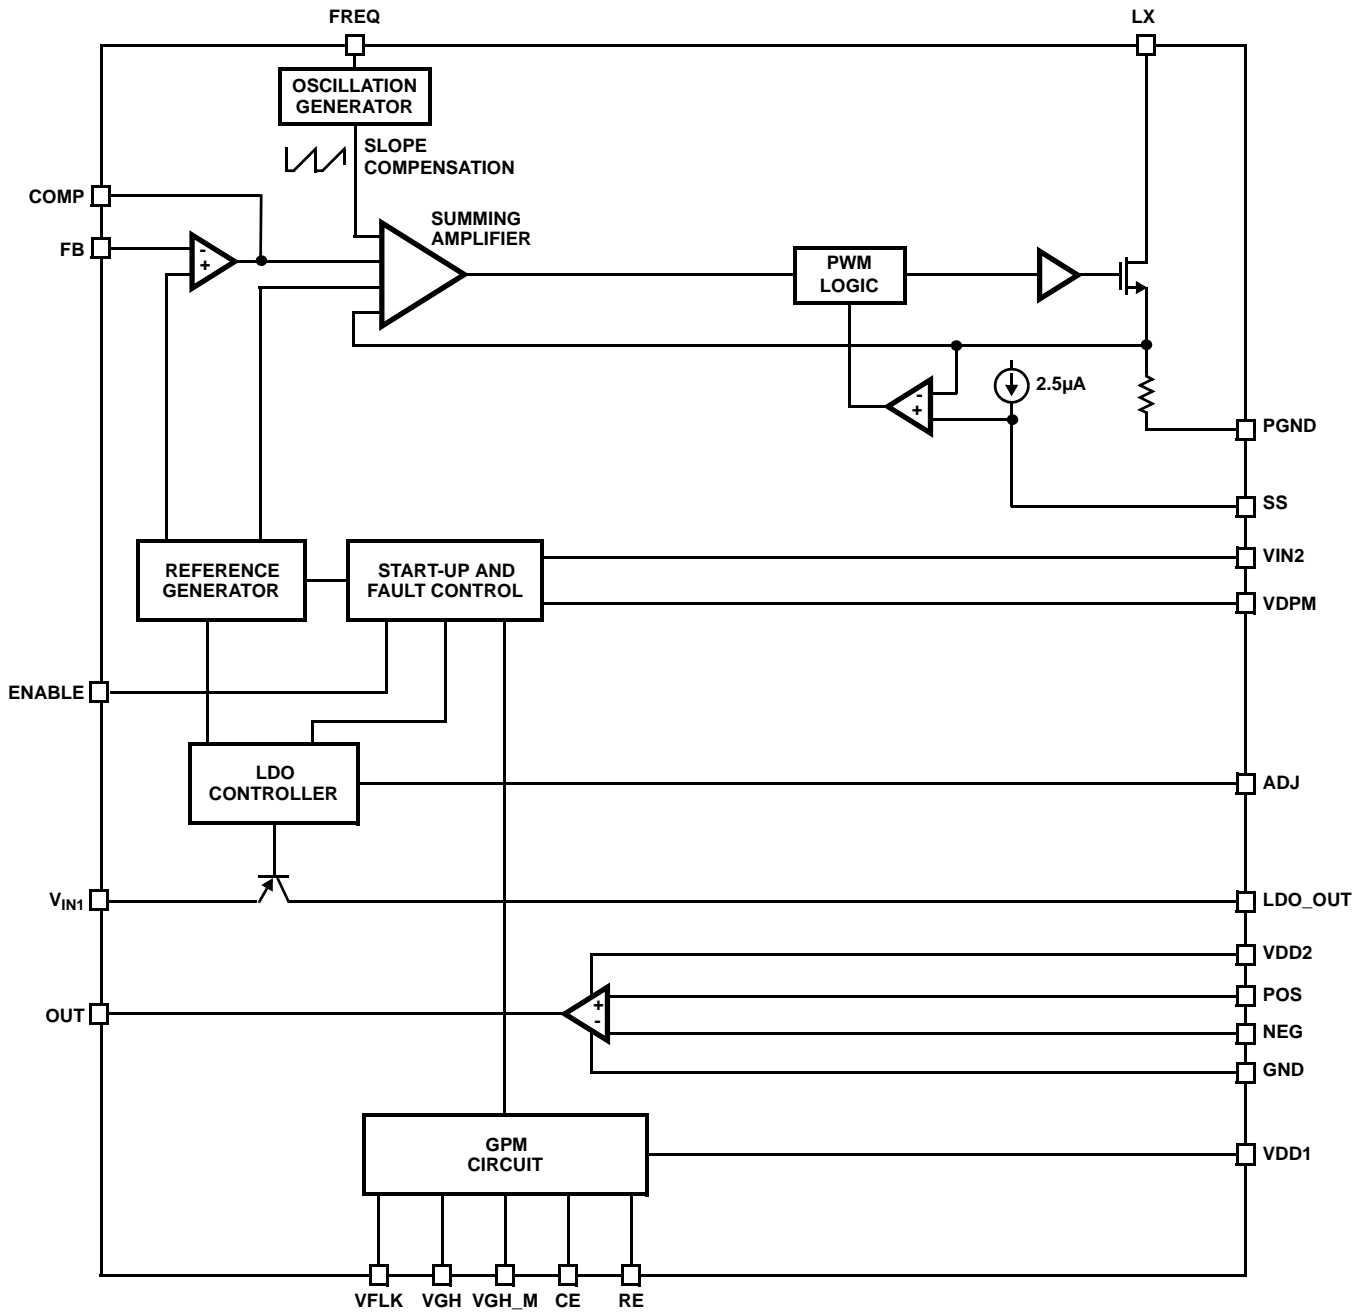 FREQ
LX
OSCILLATION
GENERATOR
SLOPE
COMPENSATION
COMP
SUMMING
AMPLIFIER
FB
-
+
PWM
LOGIC
2.5µA
-
+
PGND
SS
REFERENCE
GENERATOR
START-UP AND
FAULT CONTROL
VIN2
VDPM
ENABLE
LDO
CONTROLLER
ADJ
VIN1
LDO_OUT
VDD2
POS
+
-
OUT
NEG
GND
GPM
CIRCUIT
VDD1
VFLK
VGH
VGH_M
CE
RE